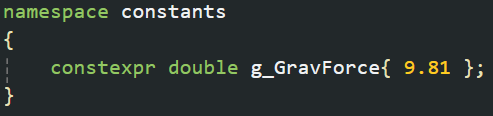 namespace constants
{
    constexpr double g_GravForce{ 9.81 };
}